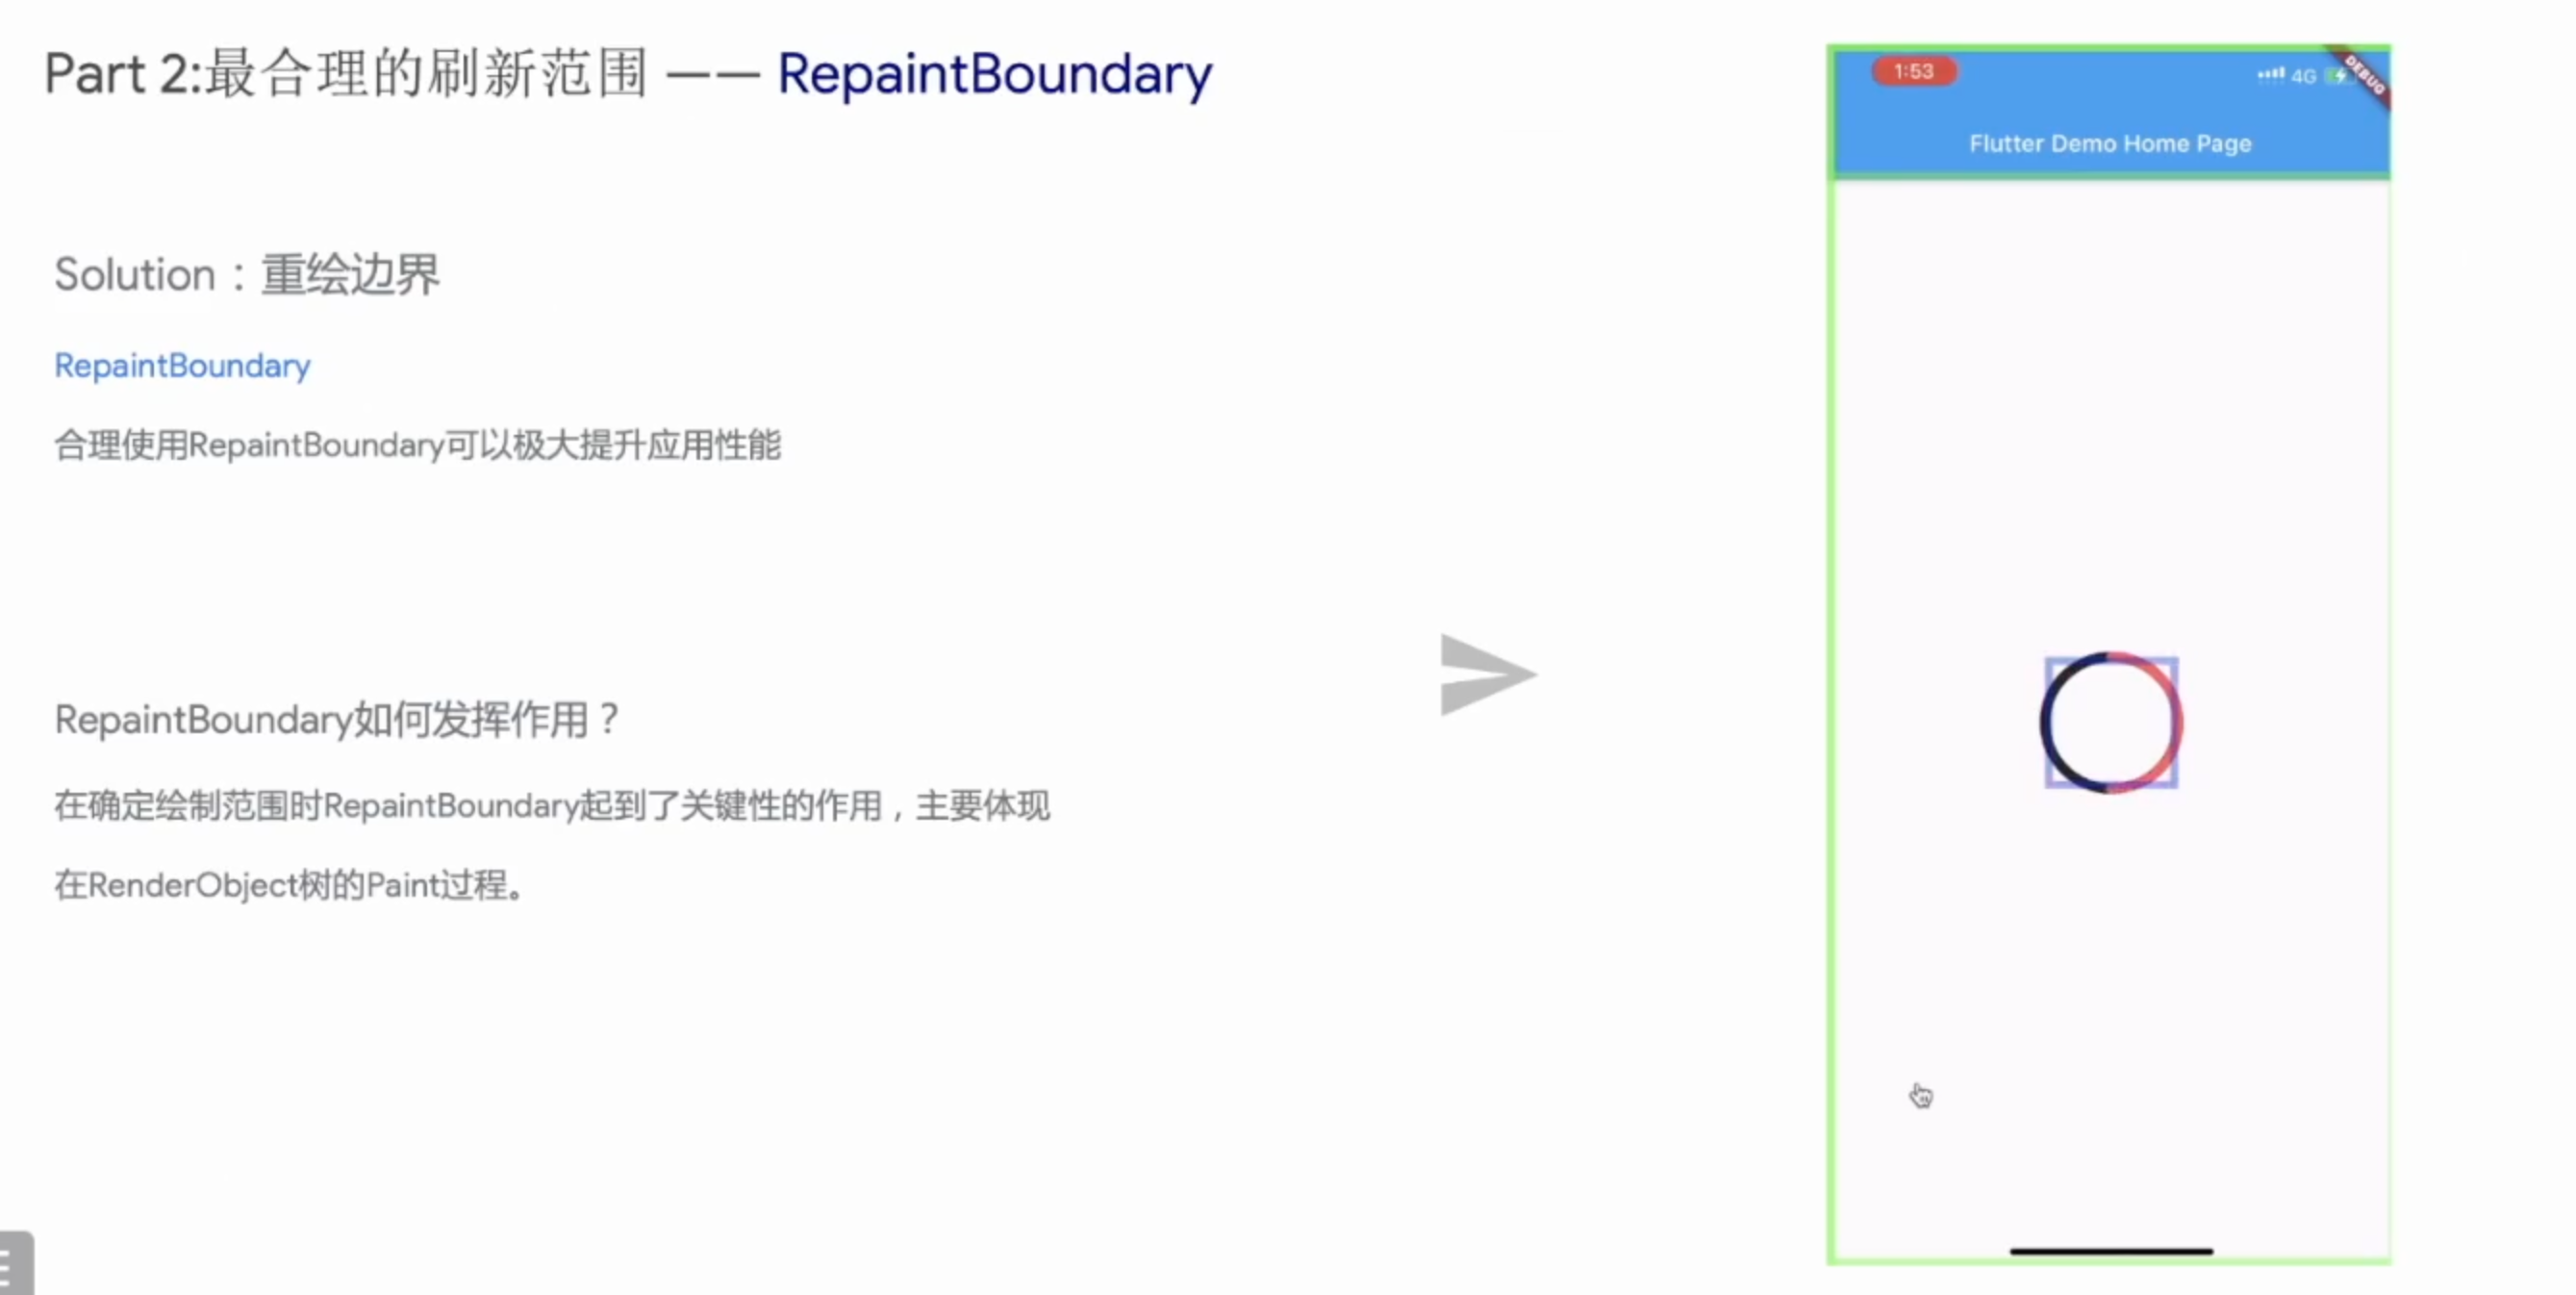 Part 2:最合理的刷新范围 —— RepaintBoundary
Solution：重绘边界
RepaintBoundary
合理使用RepaintBoundary可以极大提升应用性能
RepaintBoundary如何发挥作用？
在确定绘制范围时RepaintBoundary起到了关键性的作用，主要体现
在RenderObject树的Paint过程。
1:53
4G
DEBUG
Flutter Demo Home Page